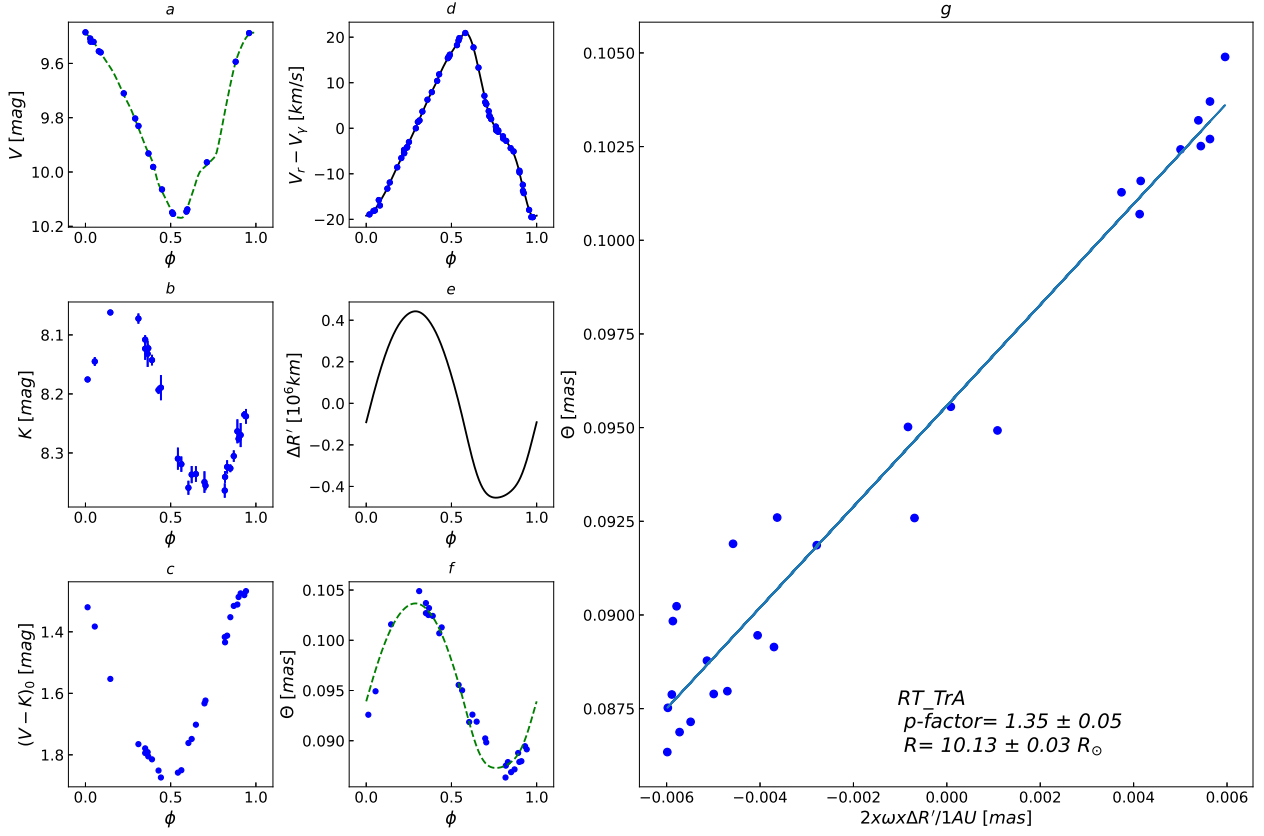 a
V [mag]
9.6
9.8
10.0
10.2
0.0 0.5 1.0
ϕ
d
V_r − V_γ [km/s]
20
10
0
−10
−20
0.0 0.5 1.0
ϕ
b
K [mag]
8.1
8.2
8.3
0.0 0.5 1.0
ϕ
e
ΔR′ [10⁶km]
0.4
0.2
0.0
−0.2
−0.4
0.0 0.5 1.0
ϕ
c
(V − K)₀ [mag]
1.4
1.6
1.8
0.0 0.5 1.0
ϕ
f
Θ [mas]
0.105
0.100
0.095
0.090
0.0 0.5 1.0
ϕ
g
Θ [mas]
0.1050
0.1025
0.1000
0.0975
0.0950
0.0925
0.0900
0.0875
RT_TrA
p-factor= 1.35 ± 0.05
R= 10.13 ± 0.03 R☉
−0.006 −0.004 −0.002 0.000 0.002 0.004 0.006
2xωxΔR′/1AU [mas]